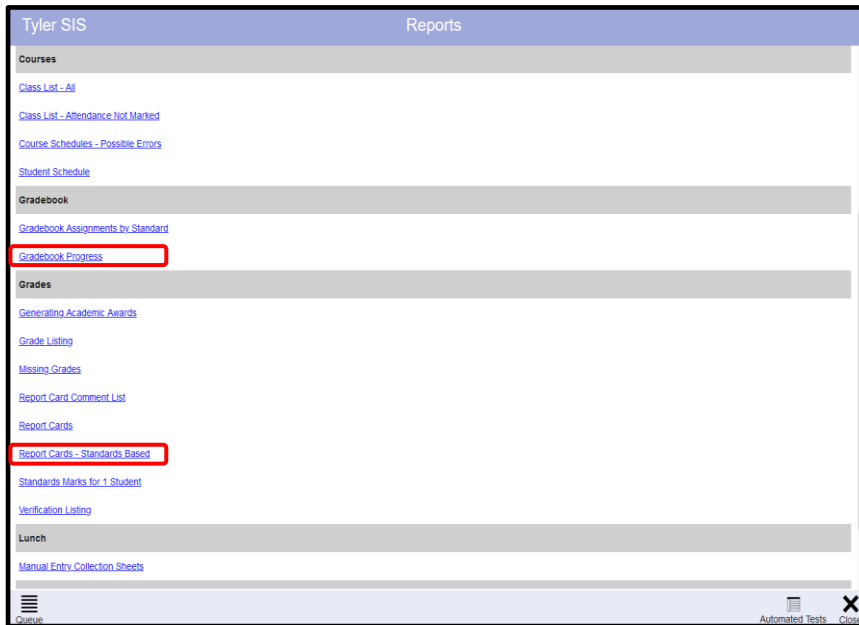 Tyler SIS
Reports
Courses
Class List - All
Class List - Attendance Not Marked
Course Schedules - Possible Errors
Student Schedule
Gradebook
Gradebook Assignments by Standard
Gradebook Progress
Grades
Generating Academic Awards
Grade Listing
Missing Grades
Report Card Comment List
Report Cards
Report Cards - Standards Based
Standards Marks for 1 Student
Verification Listing
Lunch
Manual Entry Collection Sheets
Queue
Automated Tests
Close